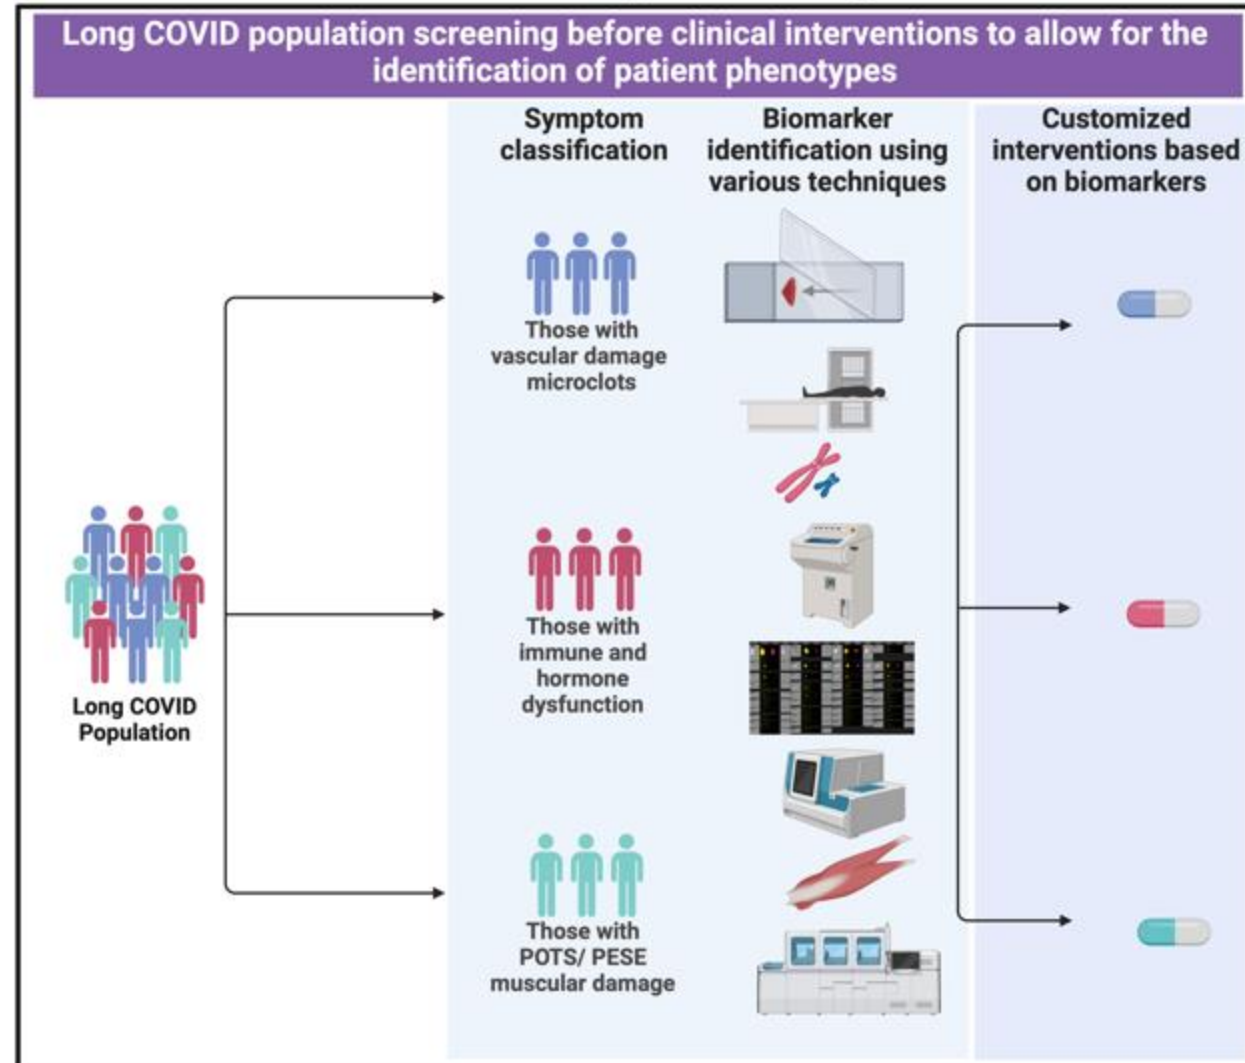 Long COVID population screening before clinical interventions to allow for the
identification of patient phenotypes
Symptom
classification
Biomarker
identification using
various techniques
Customized
interventions based
on biomarkers
Those with
vascular damage
microclots
Those with
immune and
hormone
dysfunction
Long COVID
Population
Those with
POTS/ PESE
muscular damage